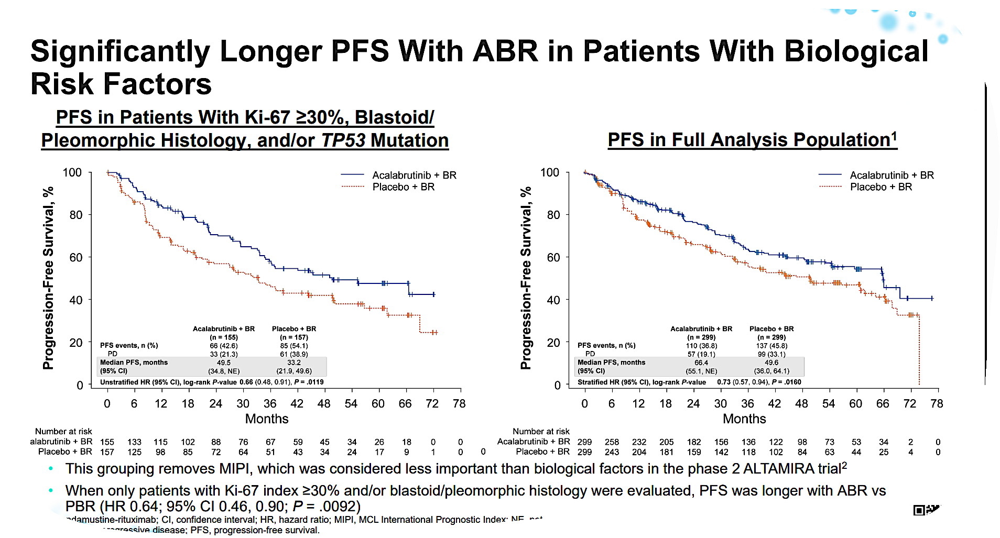 Significantly Longer PFS With ABR in Patients With Biological
Risk Factors
PFS in Patients With Ki-67 ≥30%, Blastoid/
Pleomorphic Histology, and/or TP53 Mutation
100
80
60
40
20
0
Progression-Free Survival, %
Acalabrutinib + BR
Placebo + BR
Acalabrutinib + BR Placebo + BR
(n = 155) (n = 157)
PFS events, n (%) 66 (42.6) 85 (54.1)
PD 33 (21.3) 61 (38.9)
Median PFS, months 49.5 33.2
(95% CI) (34.8, NE) (21.9, 49.6)
Unstratified HR (95% CI), log-rank P-value 0.66 (0.48, 0.91), P = .0119
0 6 12 18 24 30 36 42 48 54 60 66 72 78
Months
Number at risk
alabrutinib + BR 155 133 115 102 88 76 67 59 45 34 26 18 0 0
Placebo + BR 157 125 98 85 72 64 51 43 34 24 17 9 1 0 0
PFS in Full Analysis Population1
100
80
60
40
20
0
Progression-Free Survival, %
Acalabrutinib + BR
Placebo + BR
Acalabrutinib + BR Placebo + BR
(n = 299) (n = 299)
PFS events, n (%) 110 (36.8) 137 (45.8)
PD 57 (19.1) 99 (33.1)
Median PFS, months 66.4 49.6
(95% CI) (55.1, NE) (36.0, 64.1)
Stratified HR (95% CI), log-rank P-value 0.73 (0.57, 0.94), P = .0160
0 6 12 18 24 30 36 42 48 54 60 66 72 78
Months
Number at risk
Acalabrutinib + BR 299 258 232 205 182 156 136 122 98 73 53 34 2 0
Placebo + BR 299 243 204 181 159 142 118 102 84 63 44 25 4 0
• This grouping removes MIPI, which was considered less important than biological factors in the phase 2 ALTAMIRA trial2
• When only patients with Ki-67 index ≥30% and/or blastoid/pleomorphic histology were evaluated, PFS was longer with ABR vs
PBR (HR 0.64; 95% CI 0.46, 0.90; P = .0092)
ndamustine-rituximab; CI, confidence interval; HR, hazard ratio; MIPI, MCL International Prognostic Index; NE,
disease; PFS, progression-free survival.